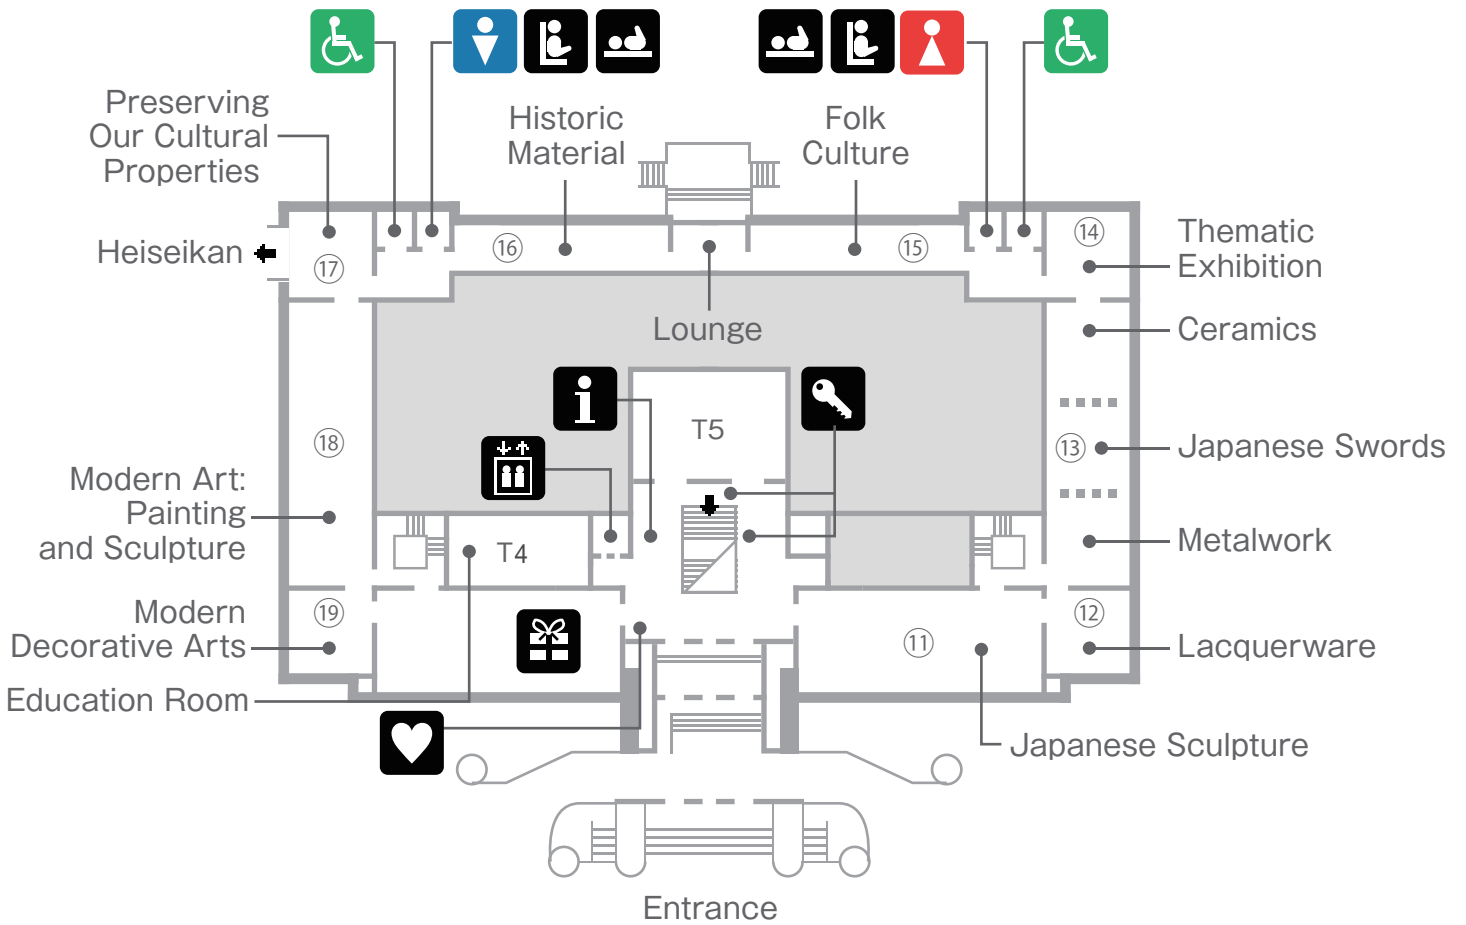 Preserving
Our Cultural
Properties
Historic
Material
Folk
Culture
Heiseikan
⑰
⑯
⑮
⑭
Thematic
Exhibition
Lounge
Ceramics
i
T5
⑱
⑬
Japanese Swords
Modern Art:
Painting
and Sculpture
T4
Metalwork
⑲
Modern
Decorative Arts
⑪
⑫
Lacquerware
Education Room
Japanese Sculpture
Entrance